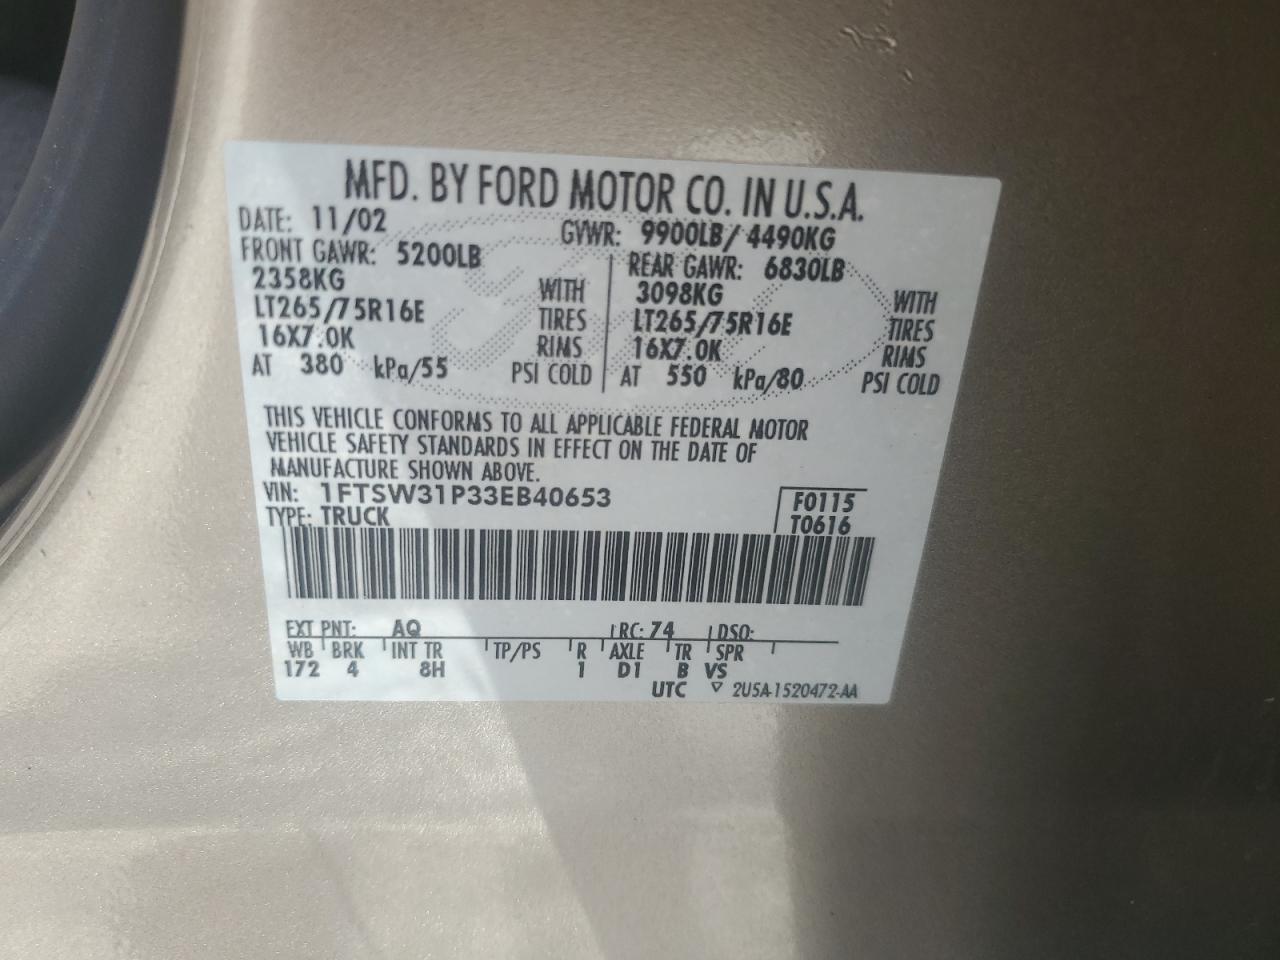 MFD. BY FORD MOTOR CO. IN U.S.A.
DATE: 11/02 GVWR: 9900LB/ 4490KG
FRONT GAWR: 5200LB REAR GAWR: 6830LB
2358KG WITH 3098KG WITH
LT265/75R16E TIRES LT265/75R16E TIRES
16X7.0K RIMS 16X7.0K RIMS
AT 380 kPa/55 PSI COLD AT 550 kPa/80 PSI COLD
THIS VEHICLE CONFORMS TO ALL APPLICABLE FEDERAL MOTOR
VEHICLE SAFETY STANDARDS IN EFFECT ON THE DATE OF
MANUFACTURE SHOWN ABOVE.
VIN: 1FTSW31P33EB40653 F0115
TYPE: TRUCK T0616
EXT PNT: AQ RC: 74 DSO:
WB BRK INT TR TP/PS R AXLE TR SPR
172 4 8H 1 D1 B VS
UTC ▽ 2U5A-1520472-AA